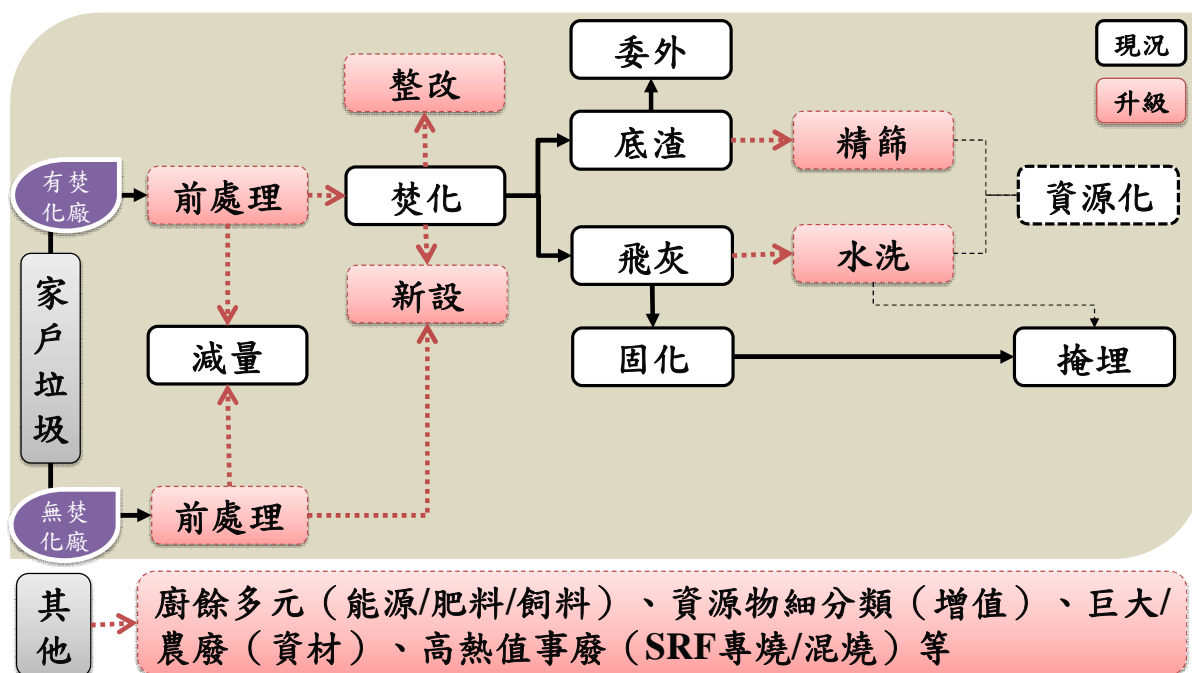 委外
現況
整改
升級
底渣
精篩
有焚
化廠
前處理
焚化
資源化
飛灰
水洗
新設
家
戶
垃
圾
減量
固化
掩埋
無焚
化廠
前處理
其
他
廚餘多元（能源/肥料/飼料）、資源物細分類（增值）、巨大/
農廢（資材）、高熱值事廢（SRF專燒/混燒）等